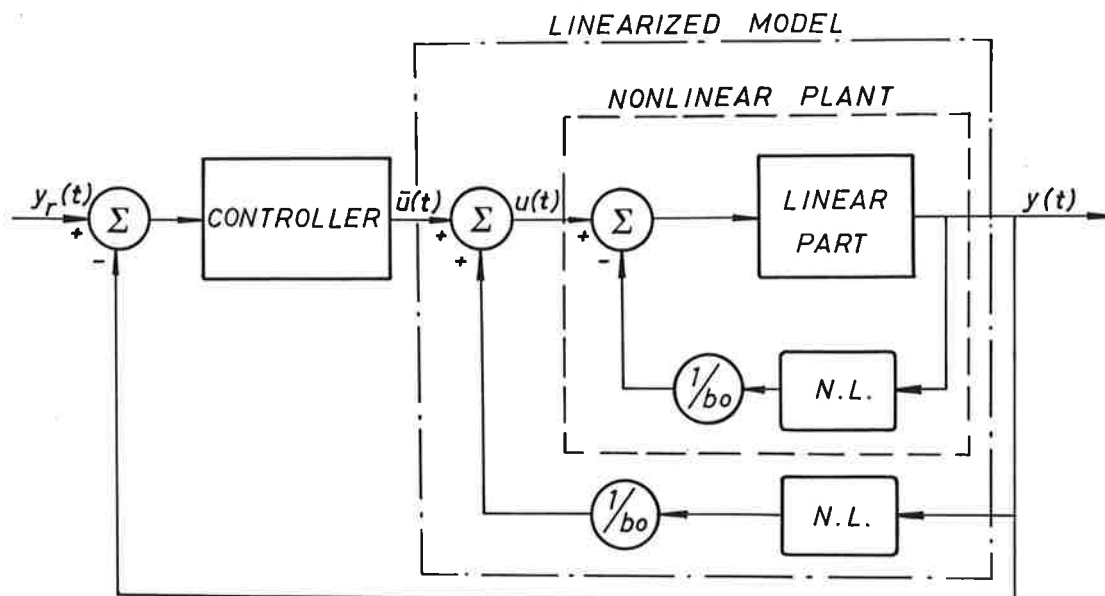 LINEARIZED MODEL
NONLINEAR PLANT
y_r(t)
+
-
Σ
CONTROLLER
ū(t)
+
+
Σ
u(t)
+
-
Σ
LINEAR
PART
y(t)
1/bo
N.L.
1/bo
N.L.